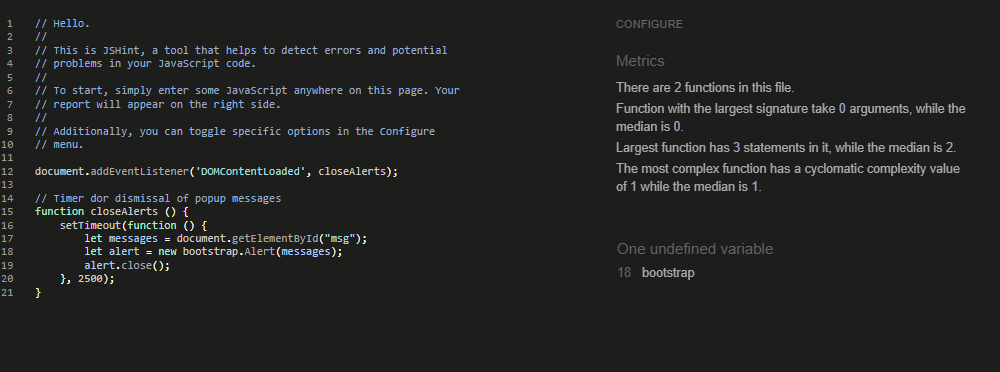 1 // Hello.
2 //
3 // This is JSHint, a tool that helps to detect errors and potential
4 // problems in your JavaScript code.
5 //
6 // To start, simply enter some JavaScript anywhere on this page. Your
7 // report will appear on the right side.
8 //
9 // Additionally, you can toggle specific options in the Configure
10 // menu.
11
12 document.addEventListener('DOMContentLoaded', closeAlerts);
13
14 // Timer dor dismissal of popup messages
15 function closeAlerts () {
16     setTimeout(function () {
17         let messages = document.getElementById("msg");
18         let alert = new bootstrap.Alert(messages);
19         alert.close();
20     }, 2500);
21 }
CONFIGURE
Metrics
There are 2 functions in this file.
Function with the largest signature take 0 arguments, while the
median is 0.
Largest function has 3 statements in it, while the median is 2.
The most complex function has a cyclomatic complexity value
of 1 while the median is 1.
One undefined variable
18 bootstrap